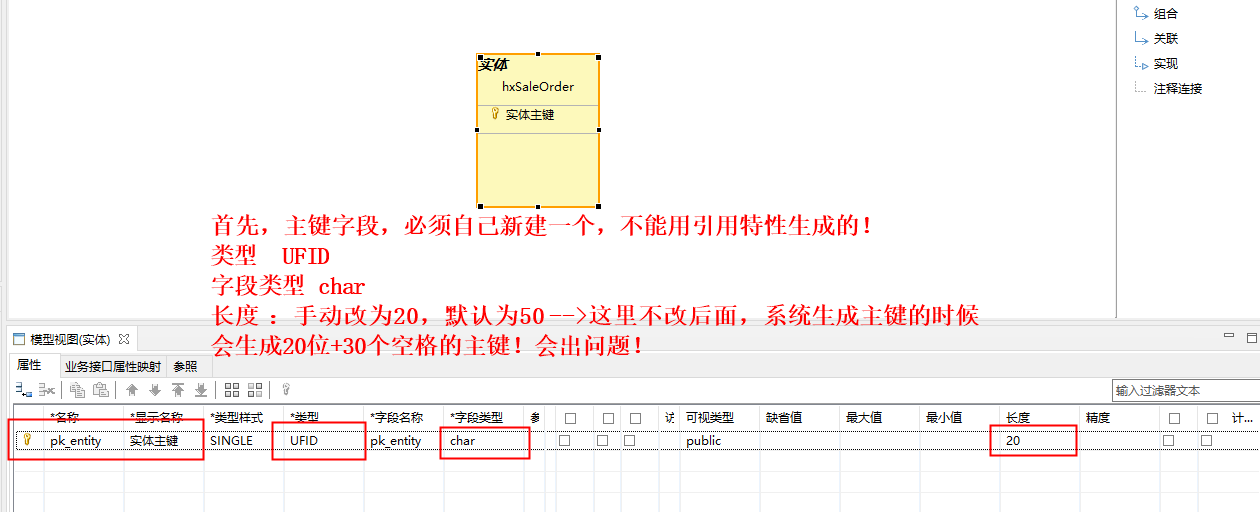 组合
关联
实现
注释连接
实体
hxSaleOrder
实体主键
首先，主键字段，必须自己新建一个，不能用引用特性生成的！
类型 UFID
字段类型 char
长度 ：手动改为20，默认为50-->这里不改后面，系统生成主键的时候
会生成20位+30个空格的主键！会出问题！
模型视图(实体)
属性 业务接口属性映射 参照
输入过滤器文本
*名称 *显示名称 *类型样式 *类型 *字段名称 *字段类型 可视类型 缺省值 最大值 最小值 长度 精度 计...
pk_entity 实体主键 SINGLE UFID pk_entity char public 20